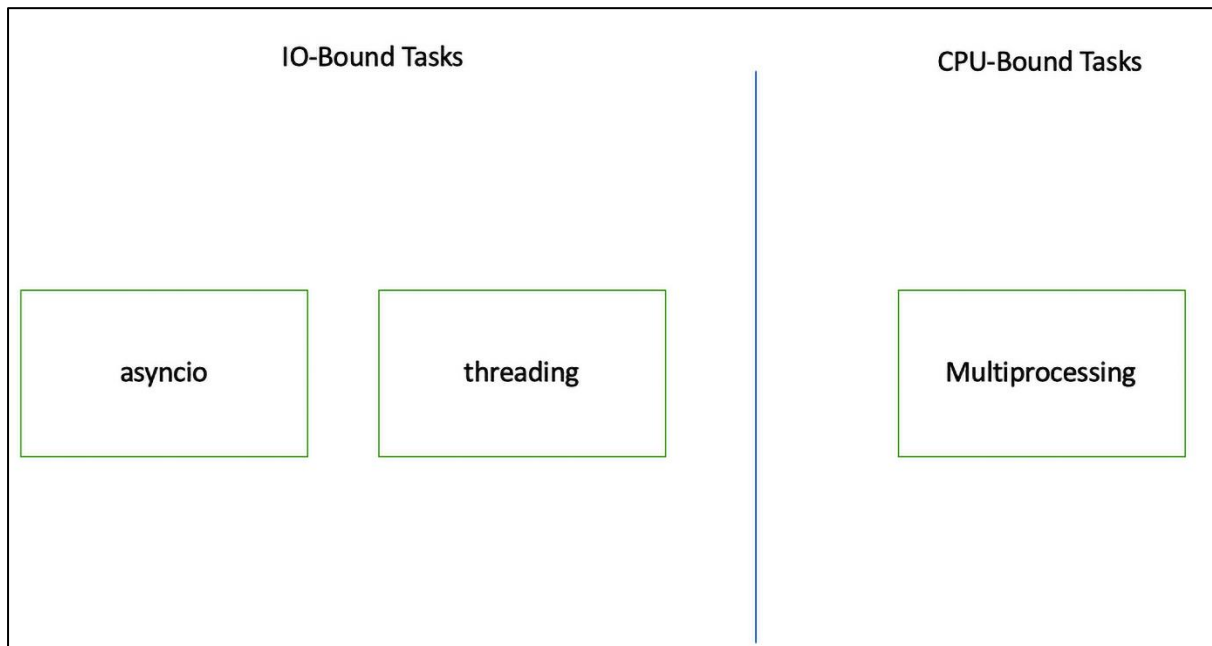 IO-Bound Tasks
CPU-Bound Tasks
asyncio
threading
Multiprocessing